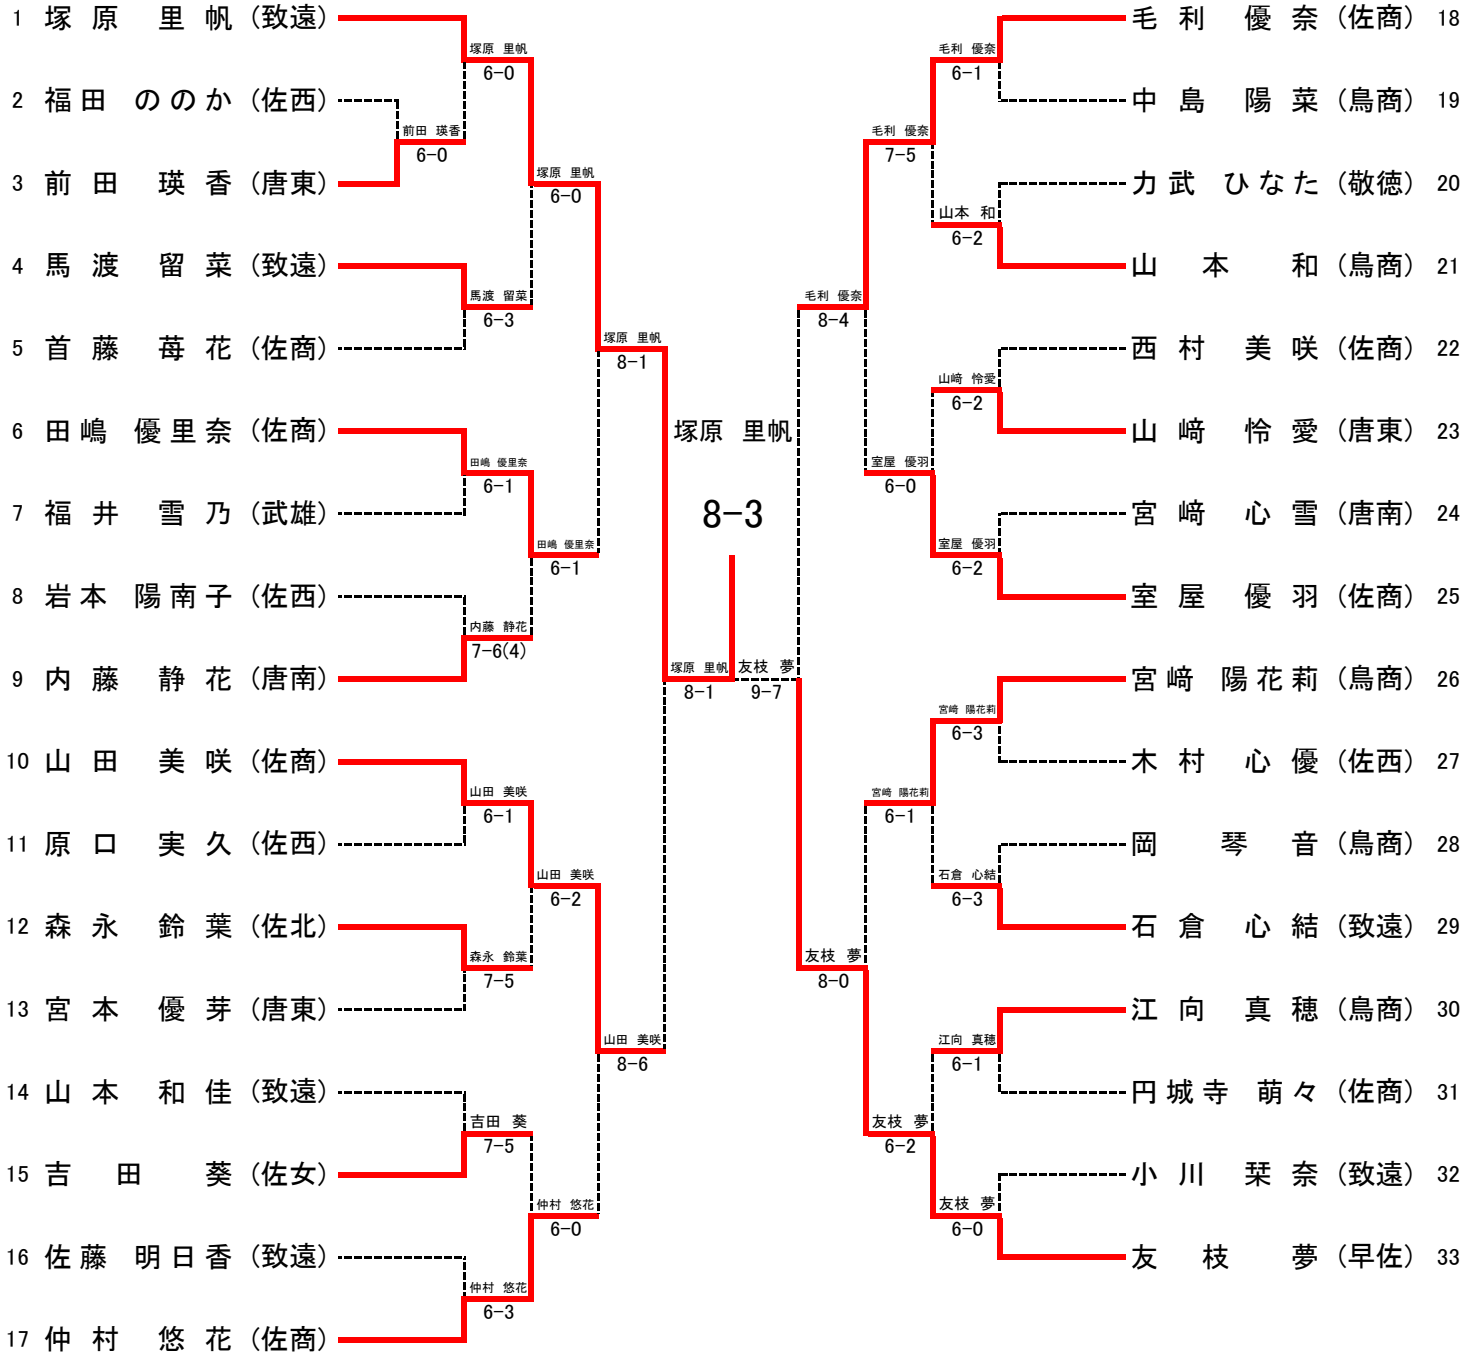 1 塚原 里帆 (致遠)
2 福田 ののか (佐西)
3 前田 瑛香 (唐東)
4 馬渡 留菜 (致遠)
5 首藤 苺花 (佐商)
6 田嶋 優里奈 (佐商)
7 福井 雪乃 (武雄)
8 岩本 陽南子 (佐西)
9 内藤 静花 (唐南)
10 山田 美咲 (佐商)
11 原口 実久 (佐西)
12 森永 鈴葉 (佐北)
13 宮本 優芽 (唐東)
14 山本 和佳 (致遠)
15 吉田 葵 (佐女)
16 佐藤 明日香 (致遠)
17 仲村 悠花 (佐商)
塚原 里帆
6-0
前田 瑛香
6-0
馬渡 留菜
6-3
田嶋 優里奈
6-1
内藤 静花
7-6(4)
山田 美咲
6-1
森永 鈴葉
7-5
吉田 葵
7-5
仲村 悠花
6-3
塚原 里帆
6-0
田嶋 優里奈
6-1
山田 美咲
6-2
仲村 悠花
6-0
塚原 里帆
8-1
山田 美咲
8-6
塚原 里帆
8-1
塚原 里帆
8-3
友枝 夢
9-7
毛利 優奈
8-4
友枝 夢
8-0
毛利 優奈
7-5
室屋 優羽
6-0
宮﨑 陽花莉
6-1
友枝 夢
6-2
毛利 優奈
6-1
山本 和
6-2
山﨑 怜愛
6-2
室屋 優羽
6-2
宮﨑 陽花莉
6-3
石倉 心結
6-3
江向 真穂
6-1
友枝 夢
6-0
毛利 優奈 (佐商) 18
中島 陽菜 (鳥商) 19
力武 ひなた (敬徳) 20
山本 和 (鳥商) 21
西村 美咲 (佐商) 22
山﨑 怜愛 (唐東) 23
宮﨑 心雪 (唐南) 24
室屋 優羽 (佐商) 25
宮﨑 陽花莉 (鳥商) 26
木村 心優 (佐西) 27
岡 琴音 (鳥商) 28
石倉 心結 (致遠) 29
江向 真穂 (鳥商) 30
円城寺 萌々 (佐商) 31
小川 栞奈 (致遠) 32
友枝 夢 (早佐) 33